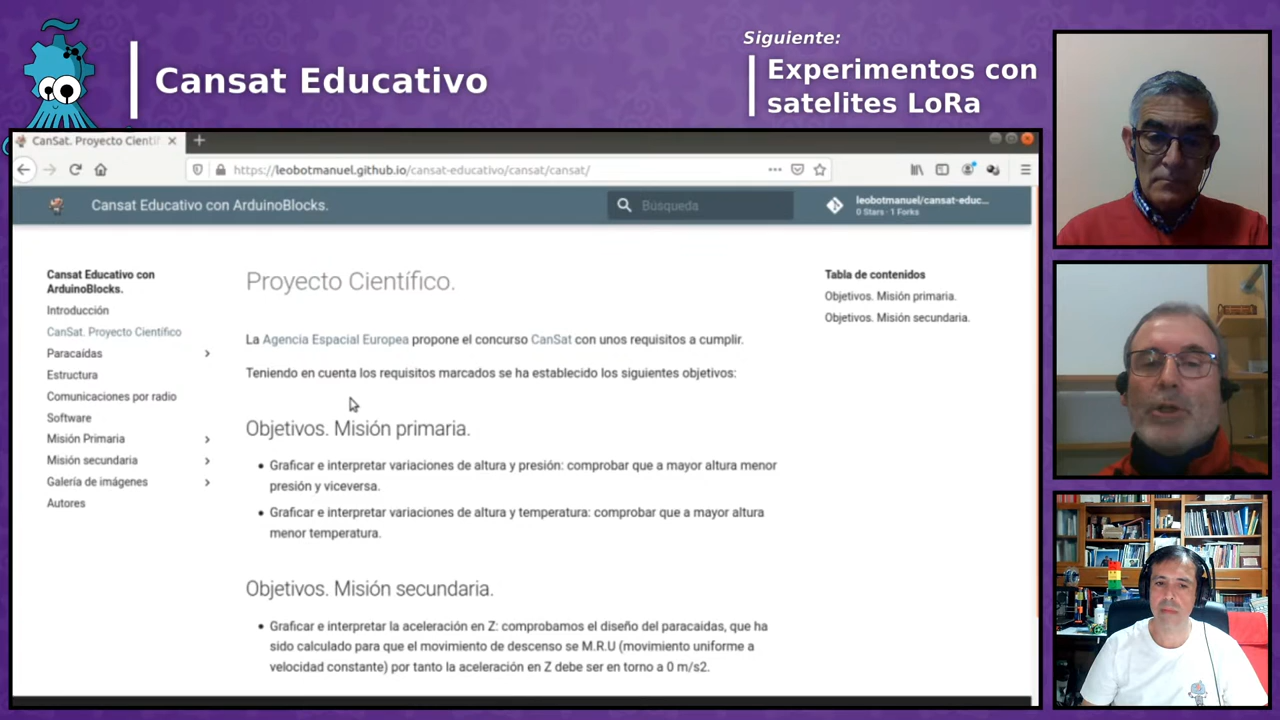 Cansat Educativo
Siguiente:
Experimentos con
satelites LoRa
CanSat. Proyecto Cientí
https://leobotmanuel.github.io/cansat-educativo/cansat/cansat/
Cansat Educativo con ArduinoBlocks.
Búsqueda
leobotmanuel/cansat-educ...
0 Stars · 1 Forks
Cansat Educativo con
ArduinoBlocks.
Introducción
CanSat. Proyecto Científico
Paracaídas
Estructura
Comunicaciones por radio
Software
Misión Primaria
Misión secundaria
Galería de imágenes
Autores
Proyecto Científico.
La Agencia Espacial Europea propone el concurso CanSat con unos requisitos a cumplir.
Teniendo en cuenta los requisitos marcados se ha establecido los siguientes objetivos:
Objetivos. Misión primaria.
Graficar e interpretar variaciones de altura y presión: comprobar que a mayor altura menor
presión y viceversa.
Graficar e interpretar variaciones de altura y temperatura: comprobar que a mayor altura
menor temperatura.
Objetivos. Misión secundaria.
Graficar e interpretar la aceleración en Z: comprobamos el diseño del paracaidas, que ha
sido calculado para que el movimiento de descenso se M.R.U (movimiento uniforme a
velocidad constante) por tanto la aceleración en Z debe ser en torno a 0 m/s2.
Tabla de contenidos
Objetivos. Misión primaria.
Objetivos. Misión secundaria.